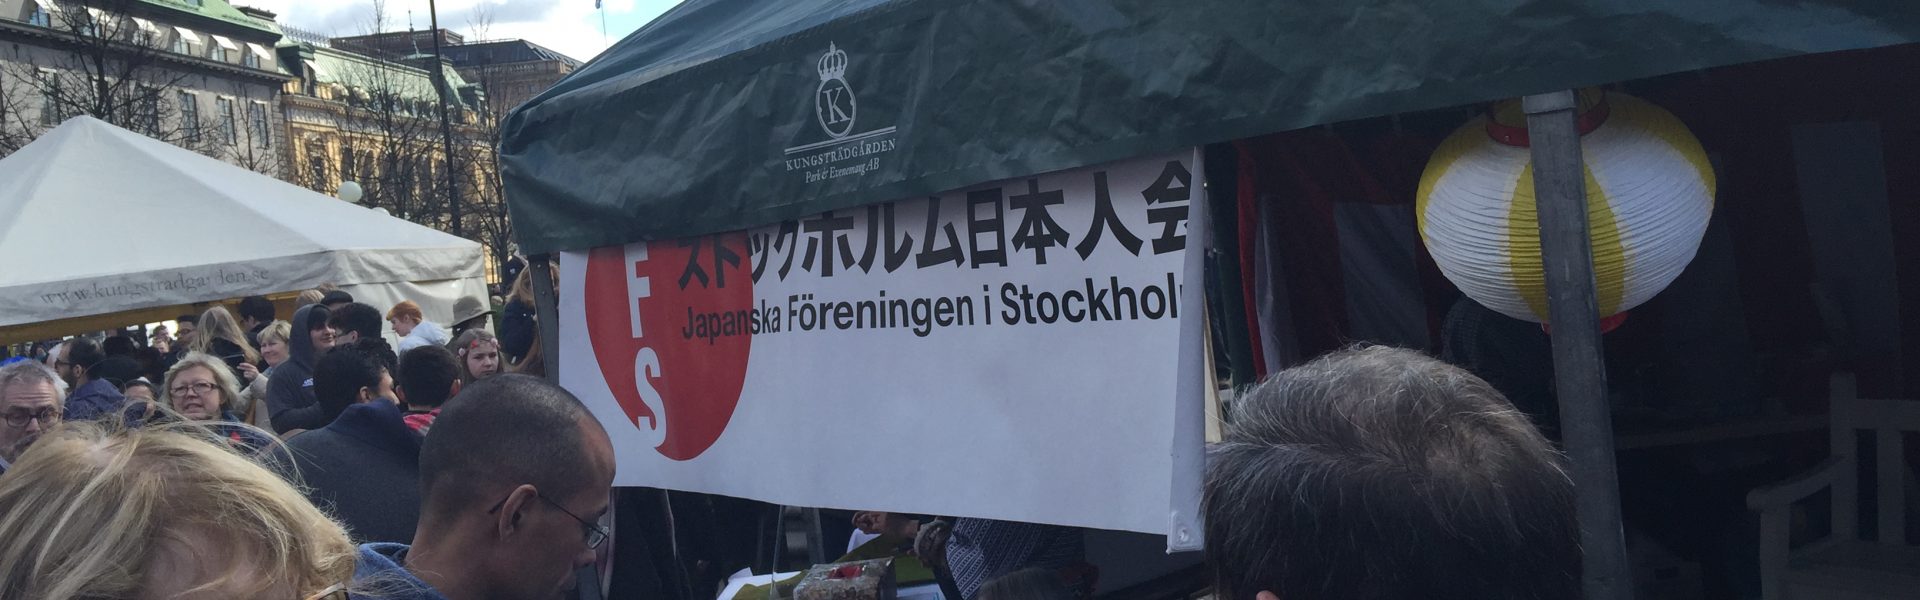 K
KUNGSTRÄDGÅRDEN
Park & Evenemang AB
www.kungstradgarden.se
ストックホルム日本人会
Japanska Föreningen i Stockhol
F
S